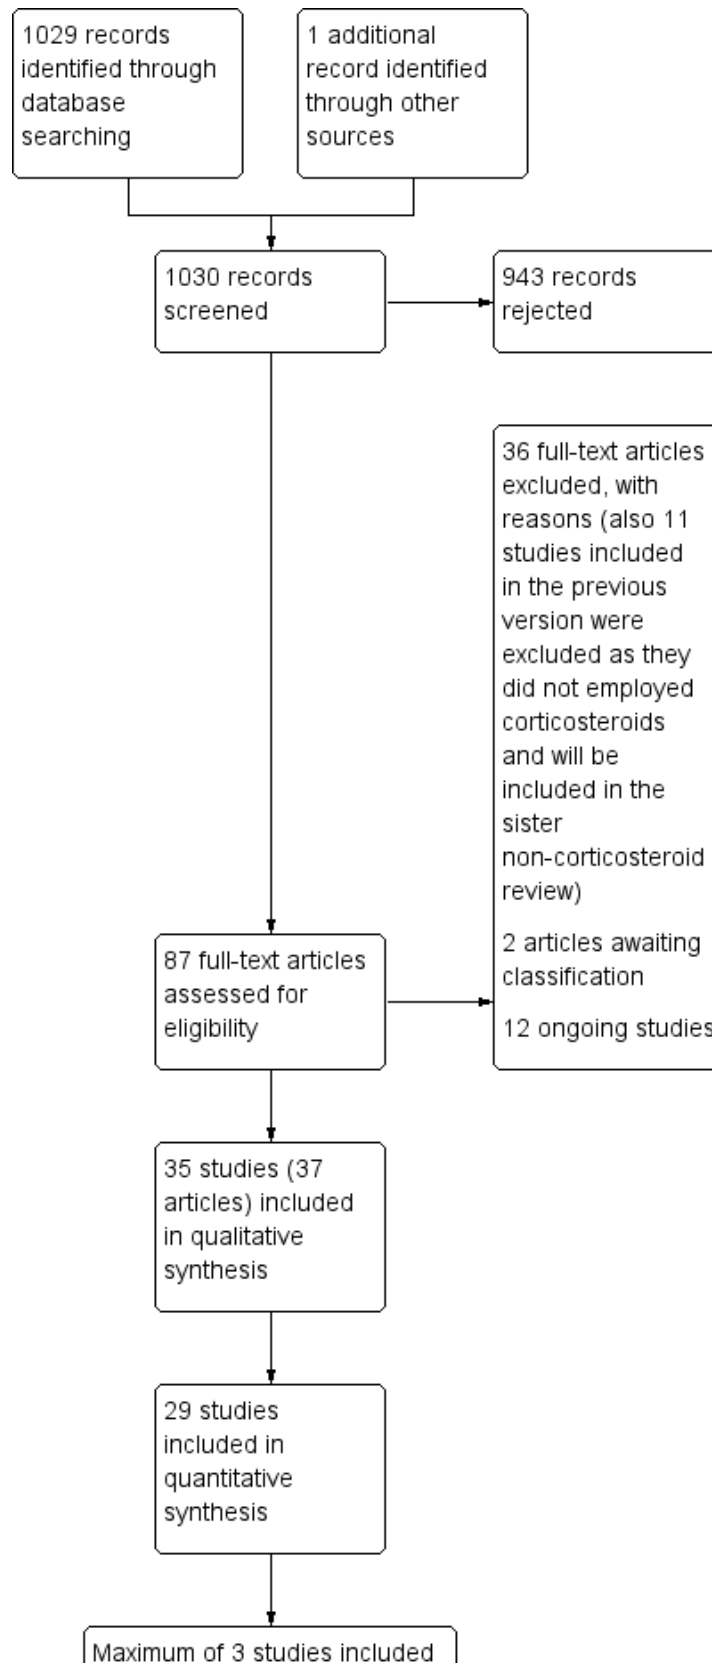 1029 records
identified through
database
searching
1 additional
record identified
through other
sources
1030 records
screened
943 records
rejected
36 full-text articles
excluded, with
reasons (also 11
studies included
in the previous
version were
excluded as they
did not employed
corticosteroids
and will be
included in the
sister
non-corticosteroid
review)
2 articles awaiting
classification
12 ongoing studies
87 full-text articles
assessed for
eligibility
35 studies (37
articles) included
in qualitative
synthesis
29 studies
included in
quantitative
synthesis
Maximum of 3 studies included